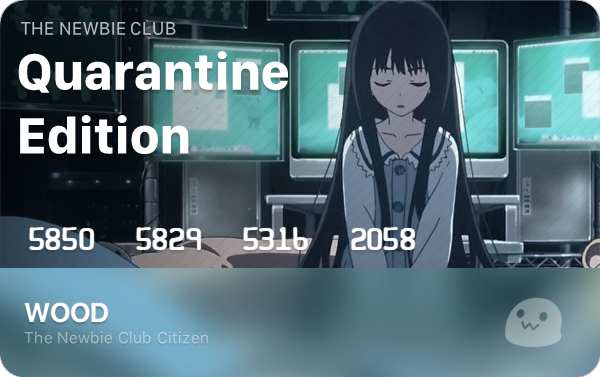 THE NEWBIE CLUB
Quarantine
Edition
5850 5829 5316 2058
WOOD
The Newbie Club Citizen